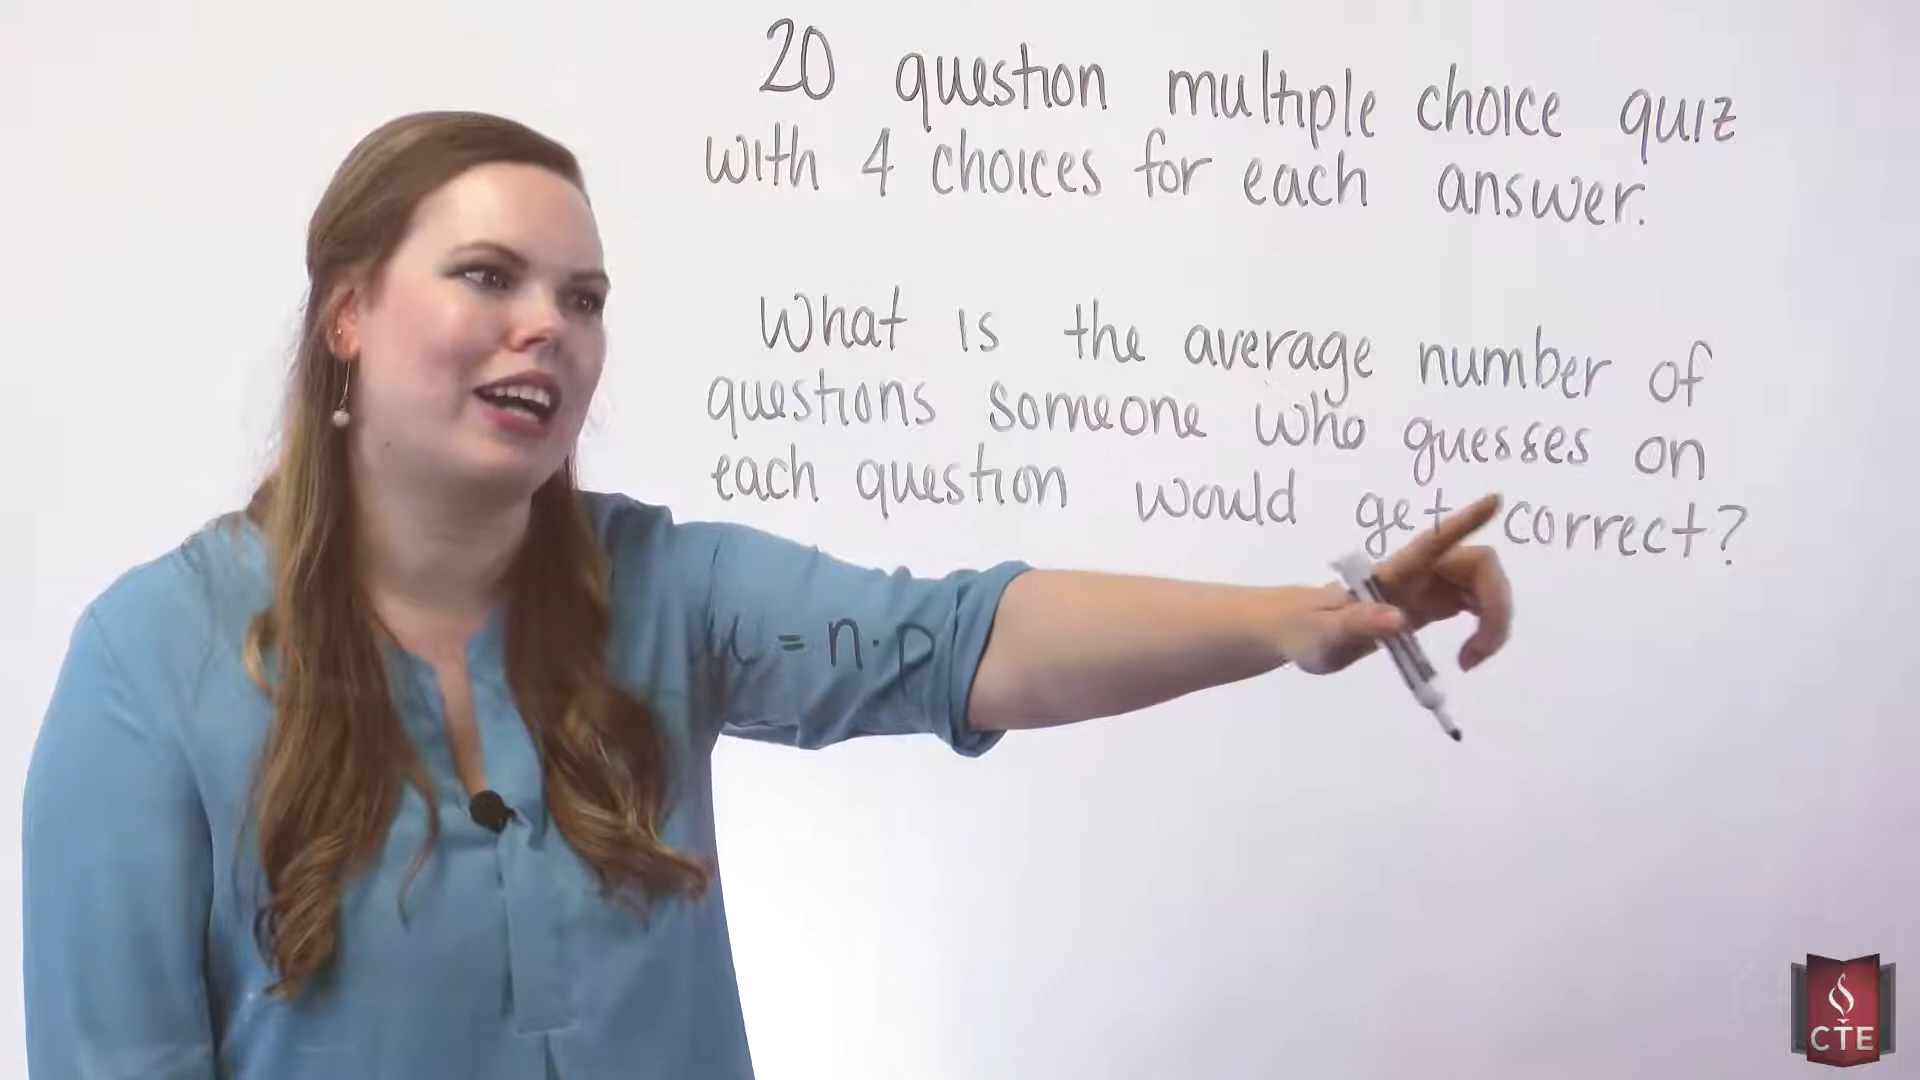 20 question multiple choice quiz
with 4 choices for each answer.
What is the average number of
questions someone who guesses on
each question would get correct?
μ = n·p
CTE